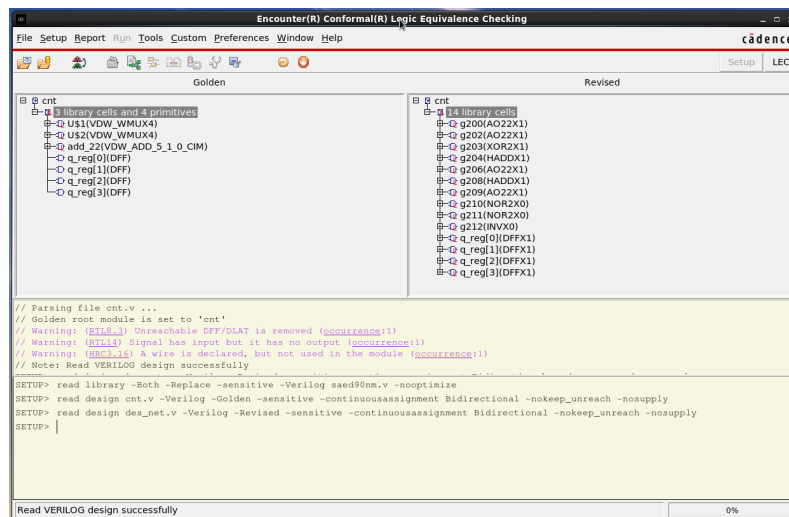 Encounter(R) Conformal(R) Logic Equivalence Checking
File Setup Report Run Tools Custom Preferences Window Help
cādence
Setup LEC
Golden
cnt
3 library cells and 4 primitives
U$1(VDW_WMUX4)
U$2(VDW_WMUX4)
add_22(VDW_ADD_5_1_0_CIM)
q_reg[0](DFF)
q_reg[1](DFF)
q_reg[2](DFF)
q_reg[3](DFF)
Revised
cnt
14 library cells
g200(AO22X1)
g202(AO22X1)
g203(XOR2X1)
g204(HADDX1)
g206(AO22X1)
g208(HADDX1)
g209(AO22X1)
g210(NOR2X0)
g211(NOR2X0)
g212(INVX0)
q_reg[0](DFFX1)
q_reg[1](DFFX1)
q_reg[2](DFFX1)
q_reg[3](DFFX1)
// Parsing file cnt.v ...
// Golden root module is set to 'cnt'
// Warning: (RTL8.3) Unreachable DFF/DLAT is removed (occurrence:1)
// Warning: (RTL14) Signal has input but it has no output (occurrence:1)
// Warning: (HRC3.16) A wire is declared, but not used in the module (occurrence:1)
// Note: Read VERILOG design successfully
SETUP> read library -Both -Replace -sensitive -Verilog saed90nm.v -nooptimize
SETUP> read design cnt.v -Verilog -Golden -sensitive -continuousassignment Bidirectional -nokeep_unreach -nosupply
SETUP> read design des_net.v -Verilog -Revised -sensitive -continuousassignment Bidirectional -nokeep_unreach -nosupply
SETUP>
Read VERILOG design successfully
0%